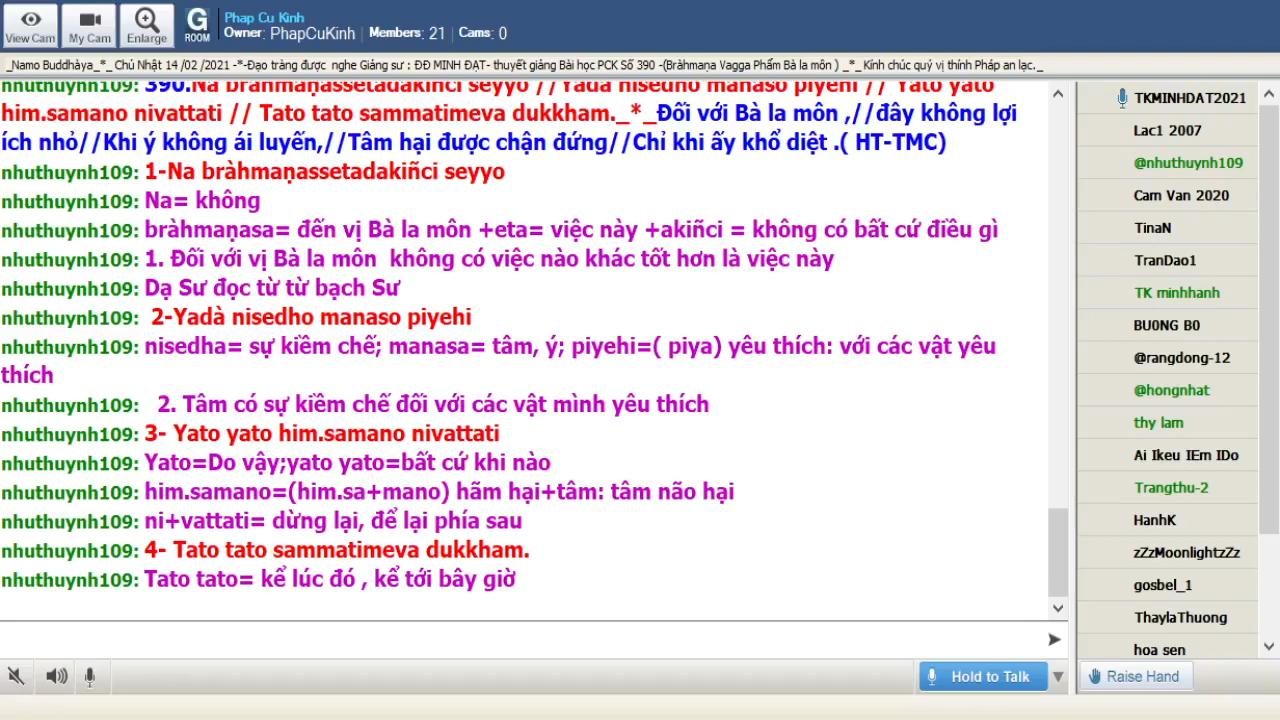 View Cam
My Cam
Enlarge
G
ROOM
Phap Cu Kinh
Owner: PhapCuKinh | Members: 21 | Cams: 0
_Namo Buddhàya_*_ Chủ Nhật 14 /02 /2021 -*-Đạo tràng được nghe Giảng sư : ĐĐ MINH ĐẠT- thuyết giảng Bài học PCK Số 390 -(Bràhmaṇa Vagga Phẩm Bà la môn ) _*_ Kính chúc quý vị thính Pháp an lạc._
nhuthuynh109: 390.Na bràhmaṇassetadakiñci seyyo //Yadà nisedho manaso piyehi // Yato yato
him.samano nivattati // Tato tato sammatimeva dukkham._*_Đối với Bà la môn ,//đây không lợi
ích nhỏ//Khi ý không ái luyến,//Tâm hại được chận đứng//Chỉ khi ấy khổ diệt .( HT-TMC)
nhuthuynh109: 1-Na bràhmaṇassetadakiñci seyyo
nhuthuynh109: Na= không
nhuthuynh109: bràhmaṇasa= đến vị Bà la môn +eta= việc này +akiñci = không có bất cứ điều gì
nhuthuynh109: 1. Đối với vị Bà la môn không có việc nào khác tốt hơn là việc này
nhuthuynh109: Dạ Sư đọc từ từ bạch Sư
nhuthuynh109: 2-Yadà nisedho manaso piyehi
nhuthuynh109: nisedha= sự kiềm chế; manasa= tâm, ý; piyehi=( piya) yêu thích: với các vật yêu
thích
nhuthuynh109: 2. Tâm có sự kiềm chế đối với các vật mình yêu thích
nhuthuynh109: 3- Yato yato him.samano nivattati
nhuthuynh109: Yato=Do vậy;yato yato=bất cứ khi nào
nhuthuynh109: him.samano=(him.sa+mano) hãm hại+tâm: tâm não hại
nhuthuynh109: ni+vattati= dừng lại, để lại phía sau
nhuthuynh109: 4- Tato tato sammatimeva dukkham.
nhuthuynh109: Tato tato= kể lúc đó , kể tới bây giờ
TKMINHDAT2021
Lac1 2007
@nhuthuynh109
Cam Van 2020
TinaN
TranDao1
TK minhhanh
BU0NG B0
@rangdong-12
@hongnhat
thy lam
Ai Ikeu IEm IDo
Trangthu-2
HanhK
zZzMoonlightzZz
gosbel_1
ThaylaThuong
hoa sen
Hold to Talk
Raise Hand